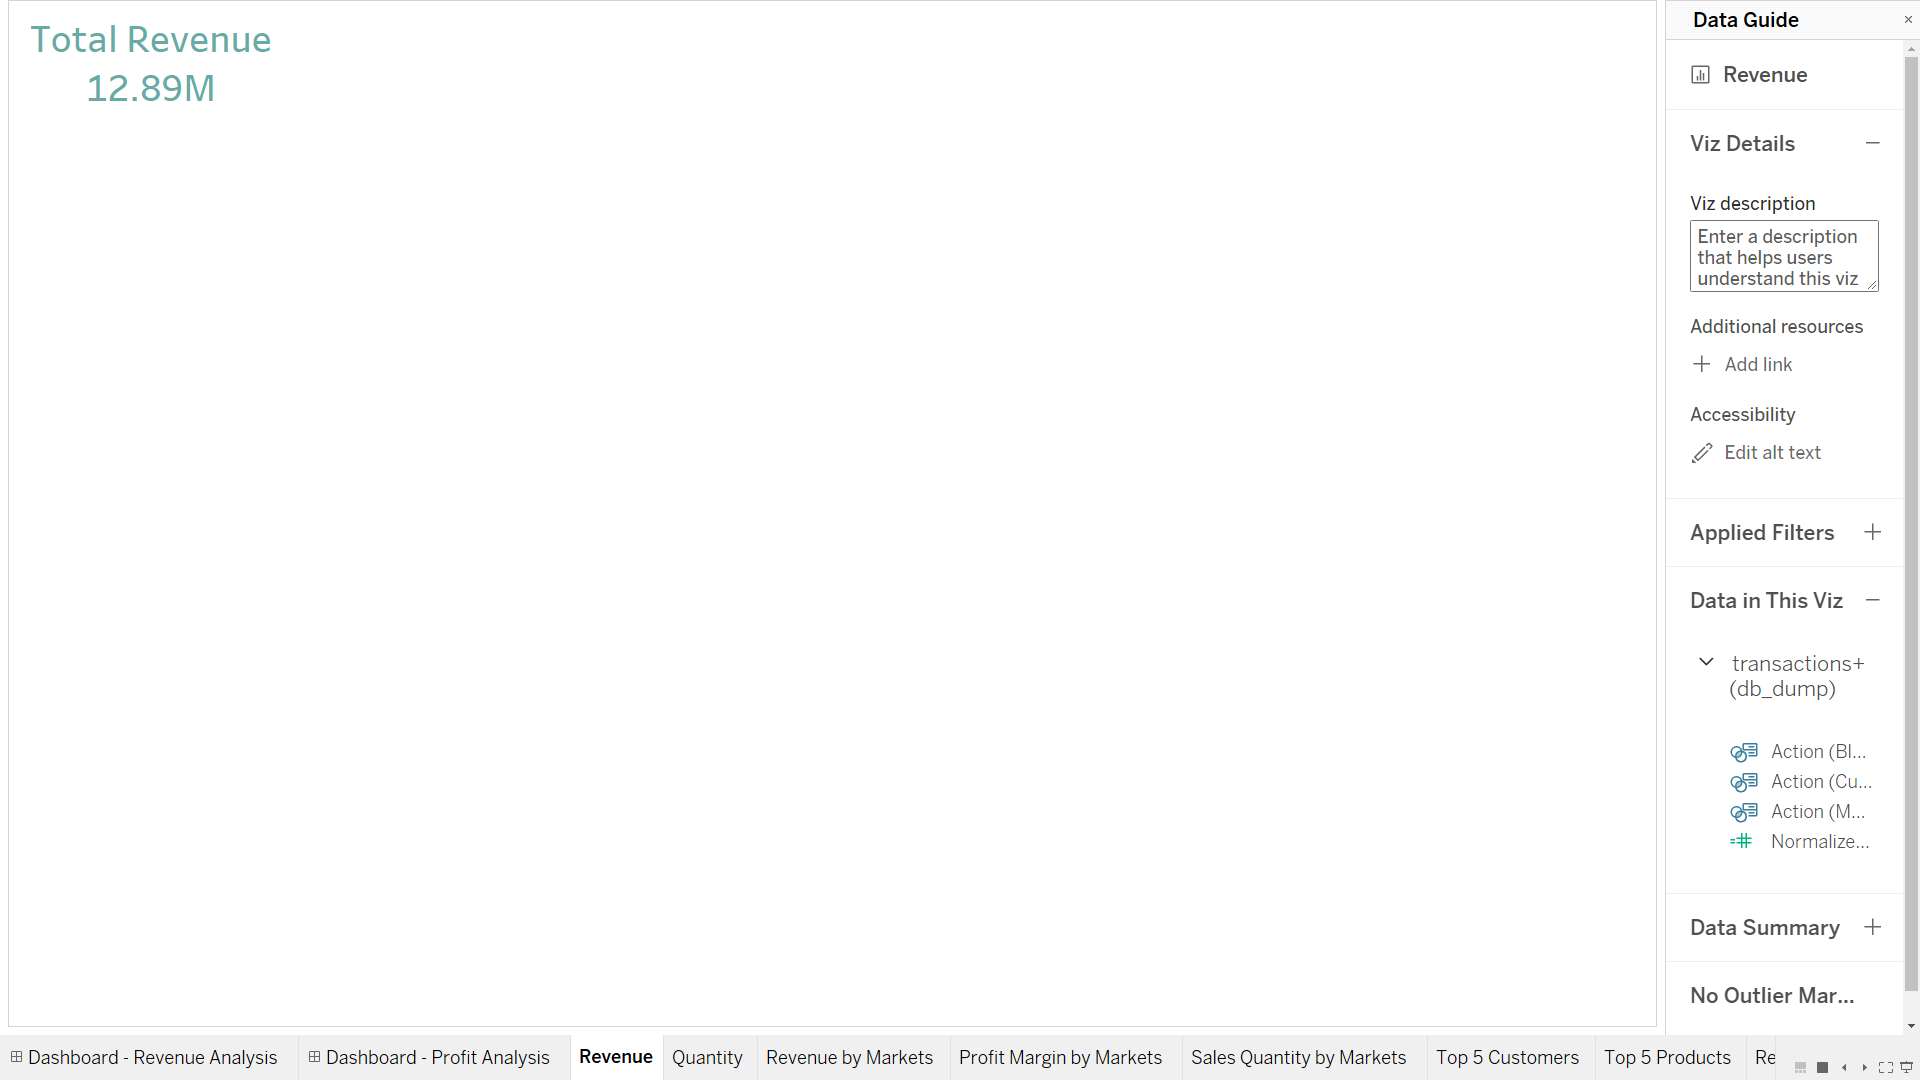 Total Revenue
12.89M
Data Guide
Revenue
Viz Details
Viz description
Enter a description
that helps users
understand this viz
Additional resources
Add link
Accessibility
Edit alt text
Applied Filters
Data in This Viz
transactions+
(db_dump)
Action (Bl...
Action (Cu...
Action (M...
Normalize...
Data Summary
No Outlier Mar...
Dashboard - Revenue Analysis
Dashboard - Profit Analysis
Revenue
Quantity
Revenue by Markets
Profit Margin by Markets
Sales Quantity by Markets
Top 5 Customers
Top 5 Products
Re